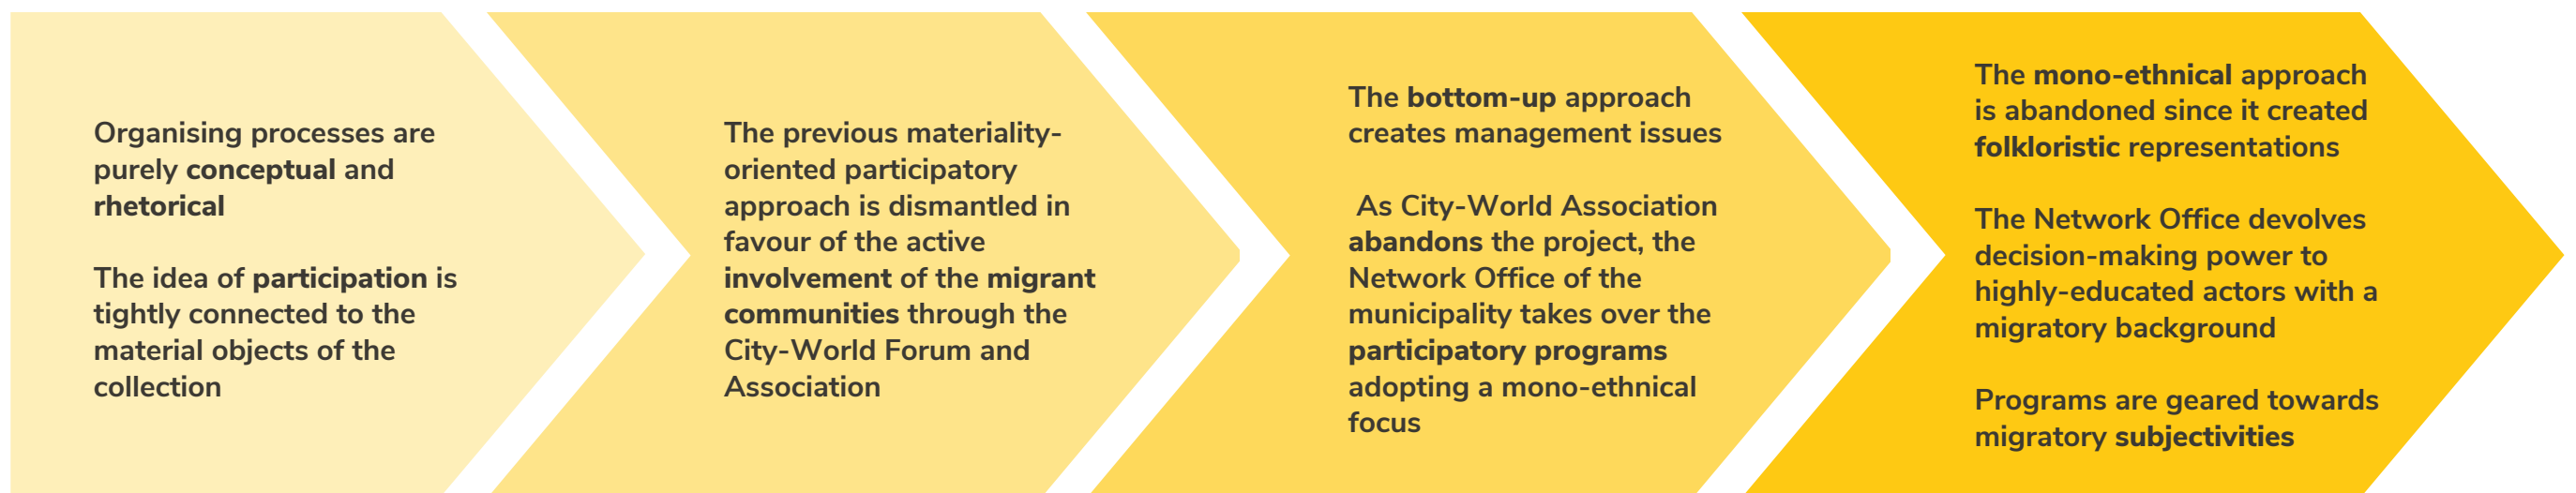 Organising processes are
purely conceptual and
rhetorical
The idea of participation is
tightly connected to the
material objects of the
collection
The previous materiality-
oriented participatory
approach is dismantled in
favour of the active
involvement of the migrant
communities through the
City-World Forum and
Association
The bottom-up approach
creates management issues
As City-World Association
abandons the project, the
Network Office of the
municipality takes over the
participatory programs
adopting a mono-ethnical
focus
The mono-ethnical approach
is abandoned since it created
folkloristic representations
The Network Office devolves
decision-making power to
highly-educated actors with a
migratory background
Programs are geared towards
migratory subjectivities